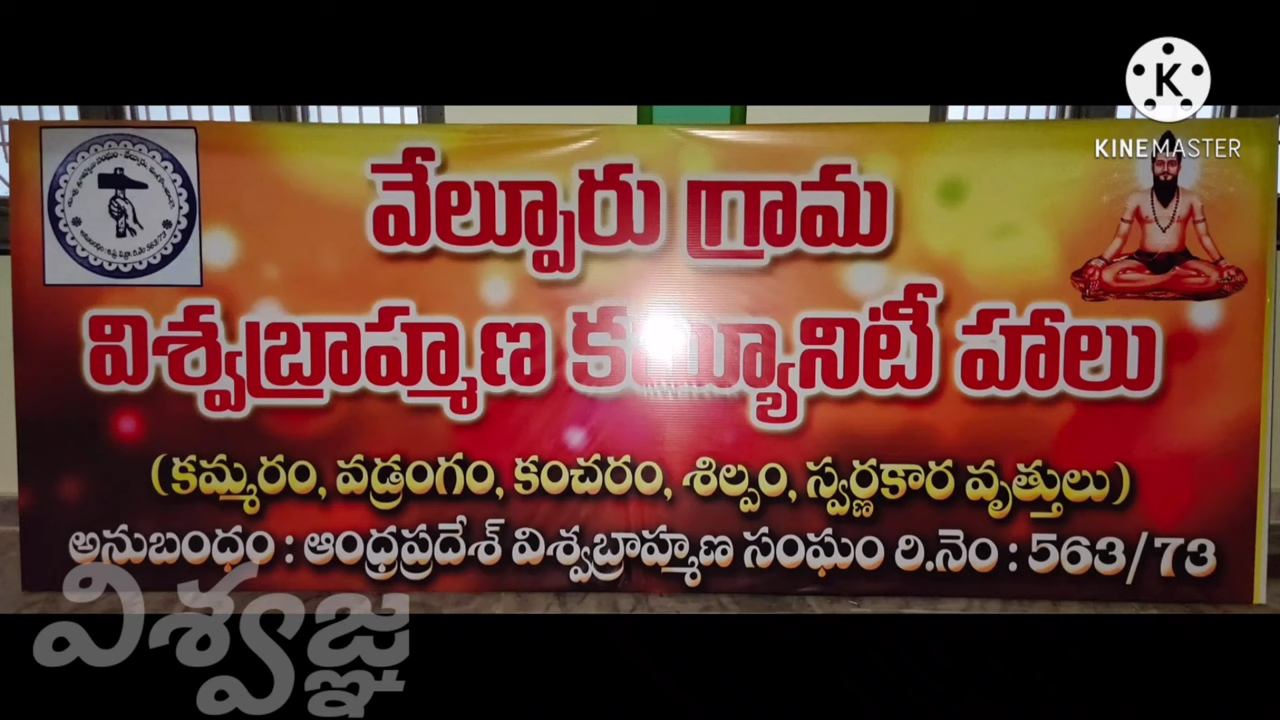 KINEMASTER
వేల్పూరు గ్రామ
విశ్వబ్రాహ్మణ కమ్యూనిటీ హాలు
(కమ్మరం, వడ్రంగం, కంచరం, శిల్పం, స్వర్ణకార వృత్తులు)
అనుబంధం : ఆంధ్రప్రదేశ్ విశ్వబ్రాహ్మణ సంఘం రి.నెం : 563/73
విశ్వజ్ఞ